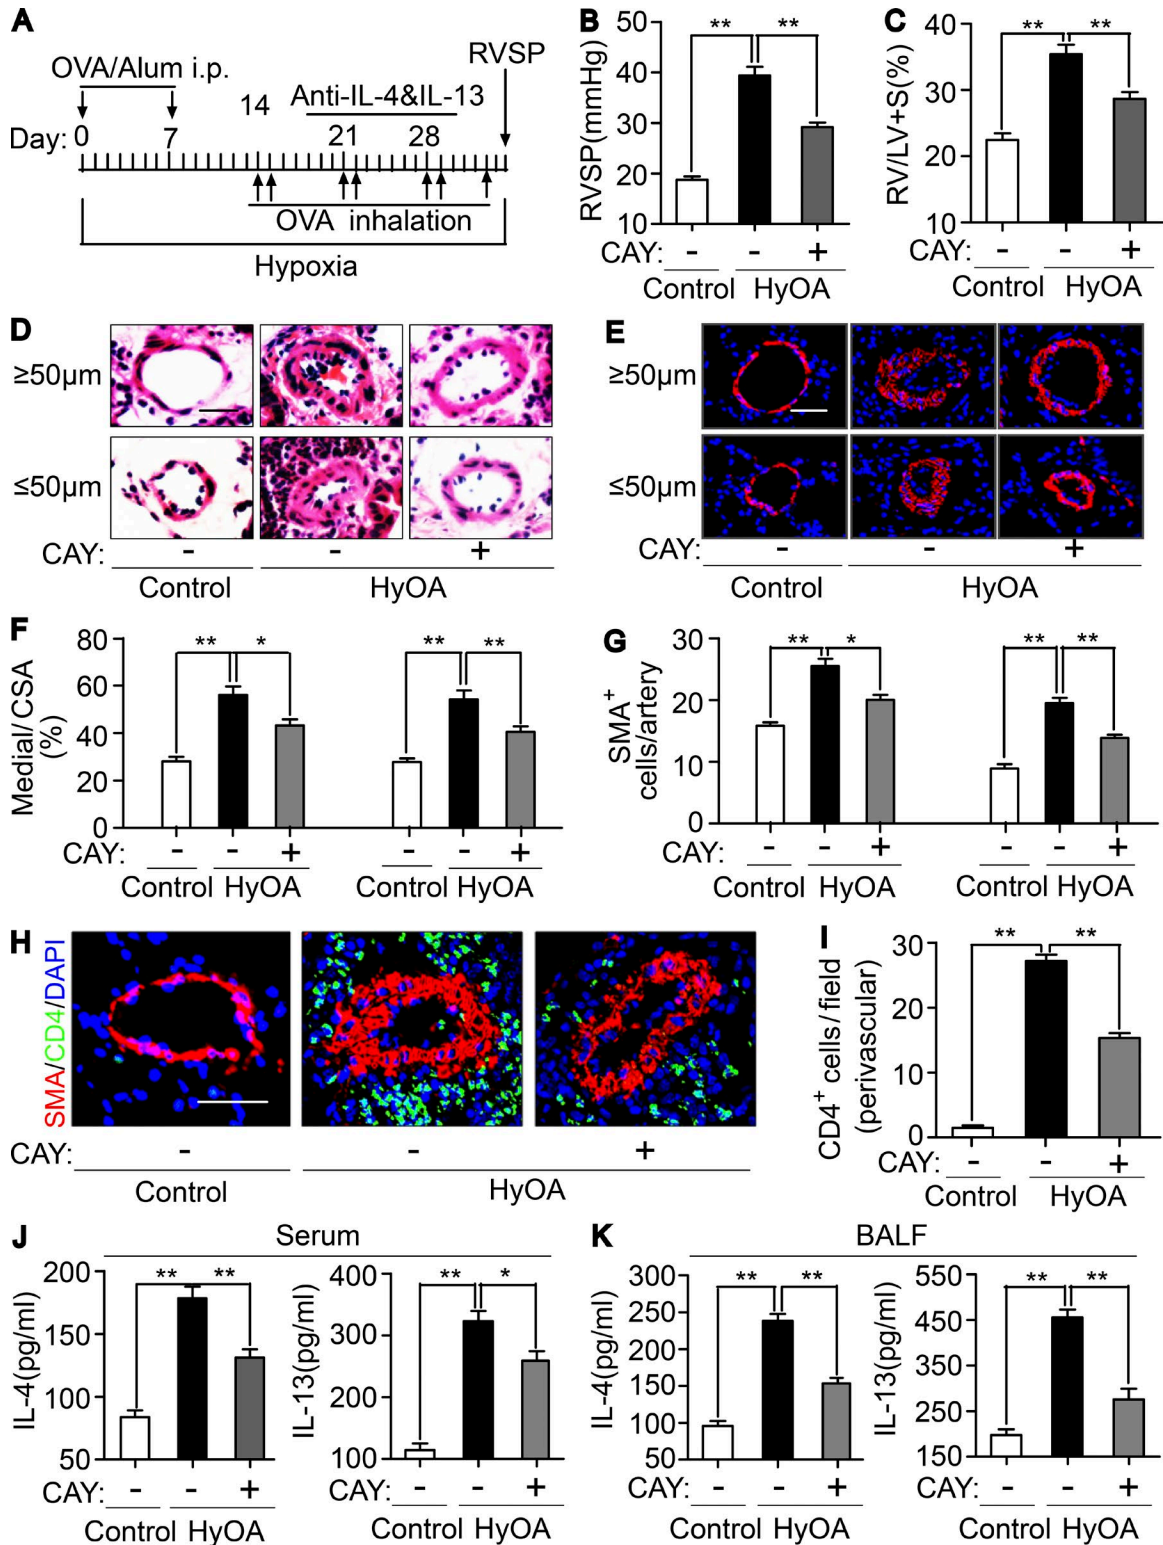 A
OVA/Alum i.p.
RVSP
14
Anti-IL-4&IL-13
Day: 0 7 21 28
OVA inhalation
Hypoxia
B
RVSP(mmHg)
50
40
30
20
10
** **
CAY: - - +
Control HyOA
C
RV/LV+S(%)
40
30
20
10
** **
CAY: - - +
Control HyOA
D
≥50μm
≤50μm
CAY: - - +
Control HyOA
E
≥50μm
≤50μm
CAY: - - +
Control HyOA
F
Medial/CSA
(%)
80
60
40
20
0
** * ** **
CAY: - - + - - +
Control HyOA Control HyOA
G
SMA+
cells/artery
30
20
10
0
** * ** **
CAY: - - + - - +
Control HyOA Control HyOA
H
SMA/CD4/DAPI
CAY: - - +
Control HyOA
I
CD4+ cells/field
(perivascular)
30
20
10
0
** **
CAY: - - +
Control HyOA
J
Serum
IL-4(pg/ml)
200
150
100
50
** **
CAY: - - +
Control HyOA
IL-13(pg/ml)
400
300
200
100
** *
- - +
Control HyOA
K
BALF
IL-4(pg/ml)
300
250
200
150
100
50
** **
CAY: - - +
Control HyOA
IL-13(pg/ml)
550
450
350
250
150
** **
- - +
Control HyOA